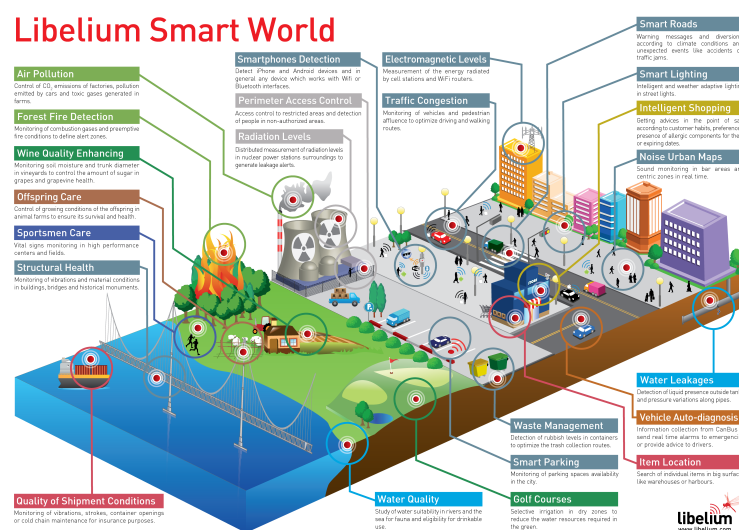 Libelium Smart World
Air Pollution
Control of CO₂ emissions of factories, pollution
emitted by cars and toxic gases generated in
farms.
Forest Fire Detection
Monitoring of combustion gases and preemptive
fire conditions to define alert zones.
Wine Quality Enhancing
Monitoring soil moisture and trunk diameter
in vineyards to control the amount of sugar in
grapes and grapevine health.
Offspring Care
Control of growing conditions of the offspring in
animal farms to ensure its survival and health.
Sportsmen Care
Vital signs monitoring in high performance
centers and fields.
Structural Health
Monitoring of vibrations and material conditions
in buildings, bridges and historical monuments.
Smartphones Detection
Detect iPhone and Android devices and in
general any device which works with Wifi or
Bluetooth interfaces.
Perimeter Access Control
Access control to restricted areas and detection
of people in non-authorized areas.
Radiation Levels
Distributed measurement of radiation levels
in nuclear power stations surroundings to
generate leakage alerts.
Electromagnetic Levels
Measurement of the energy radiated
by cell stations and WiFi routers.
Traffic Congestion
Monitoring of vehicles and pedestrian
affluence to optimize driving and walking
routes.
Smart Roads
Warning messages and diversion
according to climate conditions an
unexpected events like accidents o
traffic jams.
Smart Lighting
Intelligent and weather adaptive lightin
in street lights.
Intelligent Shopping
Getting advices in the point of sa
according to customer habits, preference
presence of allergic components for the
or expiring dates.
Noise Urban Maps
Sound monitoring in bar areas an
centric zones in real time.
Water Leakages
Detection of liquid presence outside tan
and pressure variations along pipes.
Vehicle Auto-diagnosis
Information collection from CanBus
send real time alarms to emergenci
or provide advice to drivers.
Item Location
Search of individual items in big surfac
like warehouses or harbours.
Waste Management
Detection of rubbish levels in containers
to optimize the trash collection routes.
Smart Parking
Monitoring of parking spaces availability
in the city.
Golf Courses
Selective irrigation in dry zones to
reduce the water resources required in
the green.
Water Quality
Study of water suitability in rivers and the
sea for fauna and eligibility for drinkable
use.
Quality of Shipment Conditions
Monitoring of vibrations, strokes, container openings
or cold chain maintenance for insurance purposes.
libelium
www.libelium.com